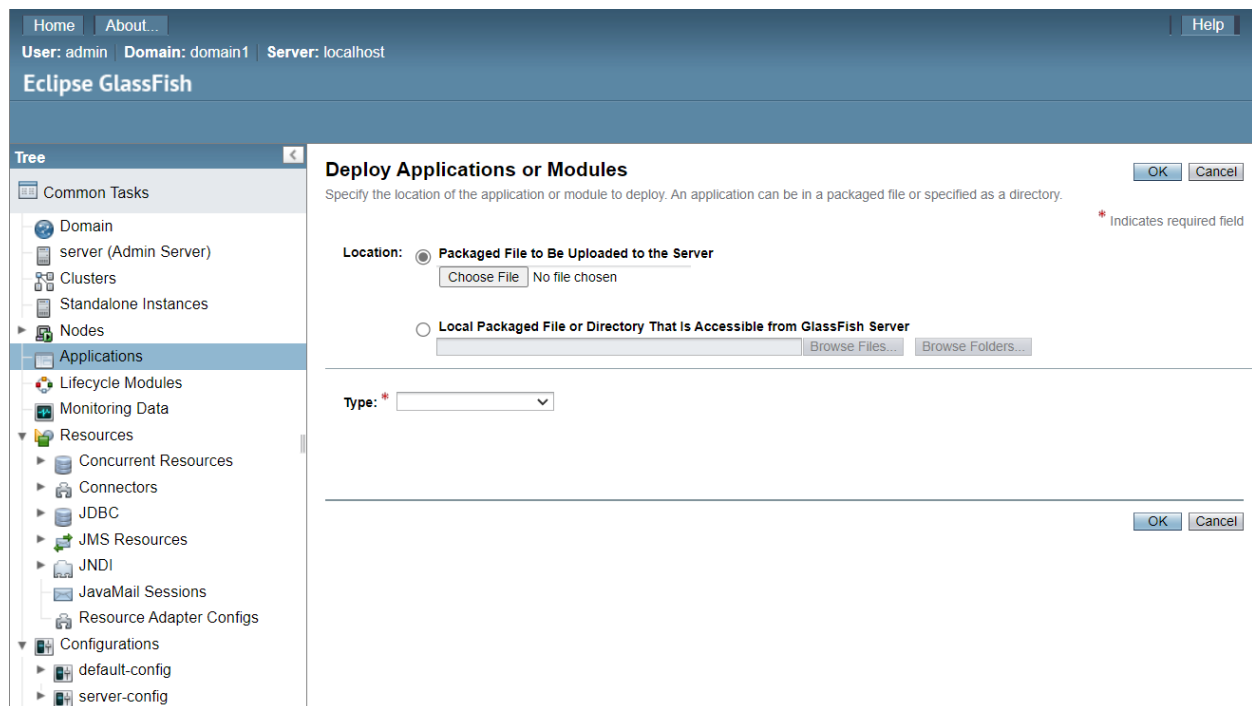 Home About... Help
User: admin Domain: domain1 Server: localhost
Eclipse GlassFish
Tree
Common Tasks
Domain
server (Admin Server)
Clusters
Standalone Instances
Nodes
Applications
Lifecycle Modules
Monitoring Data
Resources
Concurrent Resources
Connectors
JDBC
JMS Resources
JNDI
JavaMail Sessions
Resource Adapter Configs
Configurations
default-config
server-config
Deploy Applications or Modules
OK Cancel
Specify the location of the application or module to deploy. An application can be in a packaged file or specified as a directory.
* Indicates required field
Location: Packaged File to Be Uploaded to the Server
Choose File No file chosen
Local Packaged File or Directory That Is Accessible from GlassFish Server
Browse Files... Browse Folders...
Type: *
OK Cancel